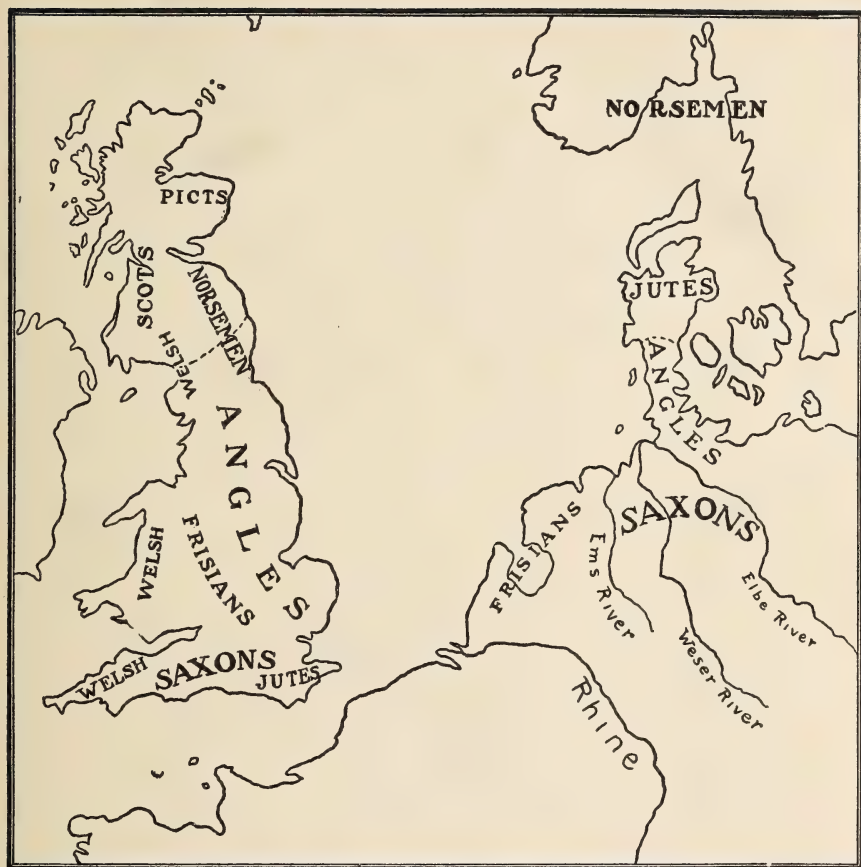 NORSEMEN
PICTS
SCOTS
NORSEMEN
JUTES
WELSH
ANGLES
ANGLES
SAXONS
FRISIANS
Ems River
Elbe River
Weser River
WELSH
FRISIANS
WELSH
SAXONS
JUTES
Rhine